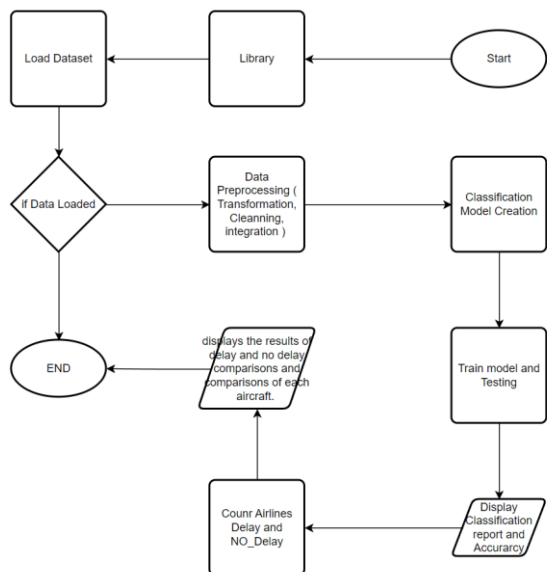 Start
Library
Load Dataset
if Data Loaded
Data
Preprocessing (
Transformation,
Cleanning,
integration )
Classification
Model Creation
Train model and
Testing
Display
Classification
report and
Accurarcy
Counr Airlines
Delay and
NO_Delay
displays the results of
delay and no delay
comparisons and
comparisons of each
aircraft.
END